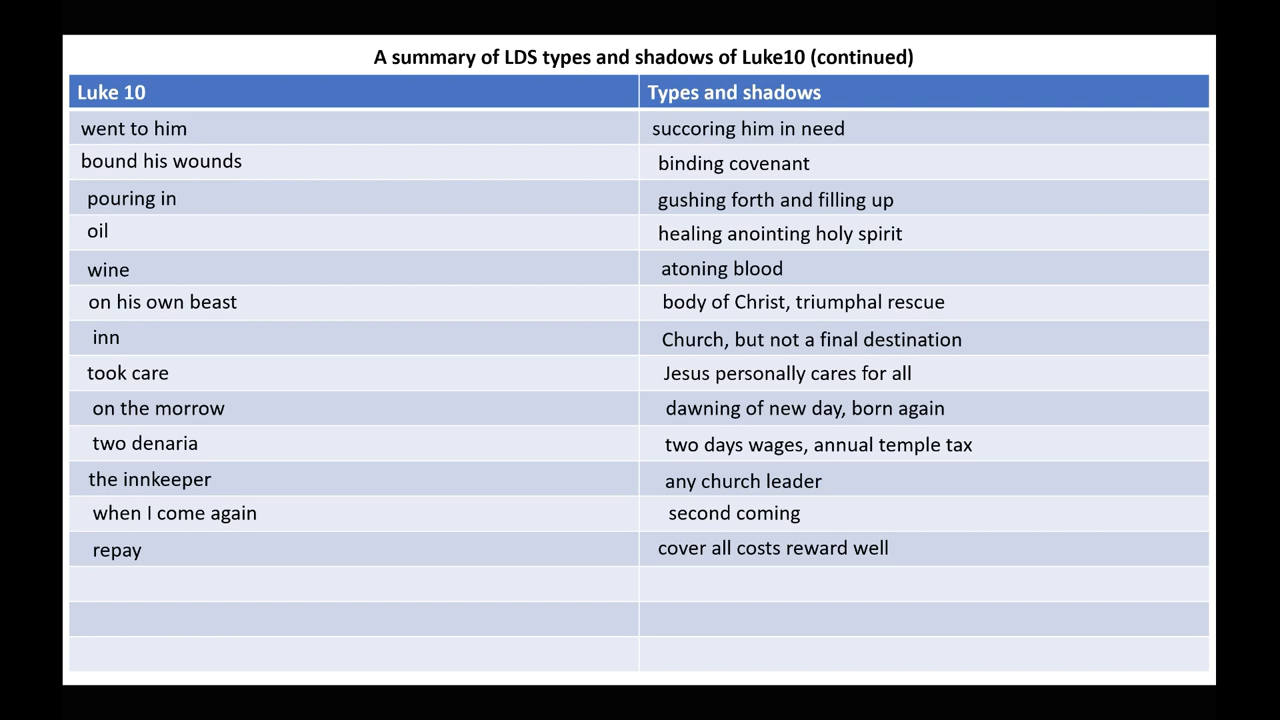 A summary of LDS types and shadows of Luke10 (continued)
Luke 10 Types and shadows
went to him succoring him in need
bound his wounds binding covenant
pouring in gushing forth and filling up
oil healing anointing holy spirit
wine atoning blood
on his own beast body of Christ, triumphal rescue
inn Church, but not a final destination
took care Jesus personally cares for all
on the morrow dawning of new day, born again
two denaria two days wages, annual temple tax
the innkeeper any church leader
when I come again second coming
repay cover all costs reward well